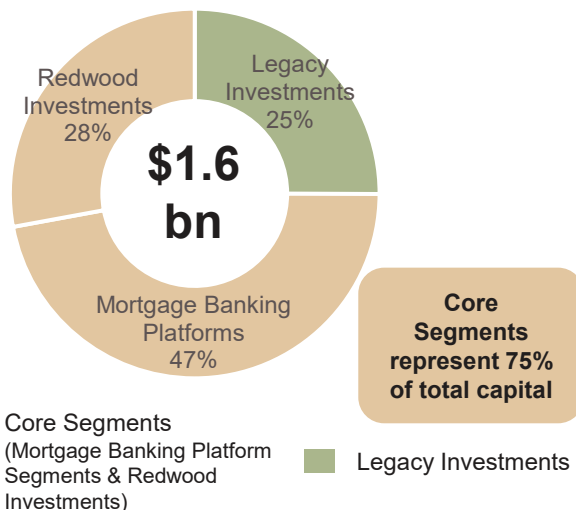 Redwood
Investments
28%
Legacy
Investments
25%
$1.6
bn
Mortgage Banking
Platforms
47%
Core
Segments
represent 75%
of total capital
Core Segments
(Mortgage Banking Platform
Segments & Redwood
Investments)
Legacy Investments